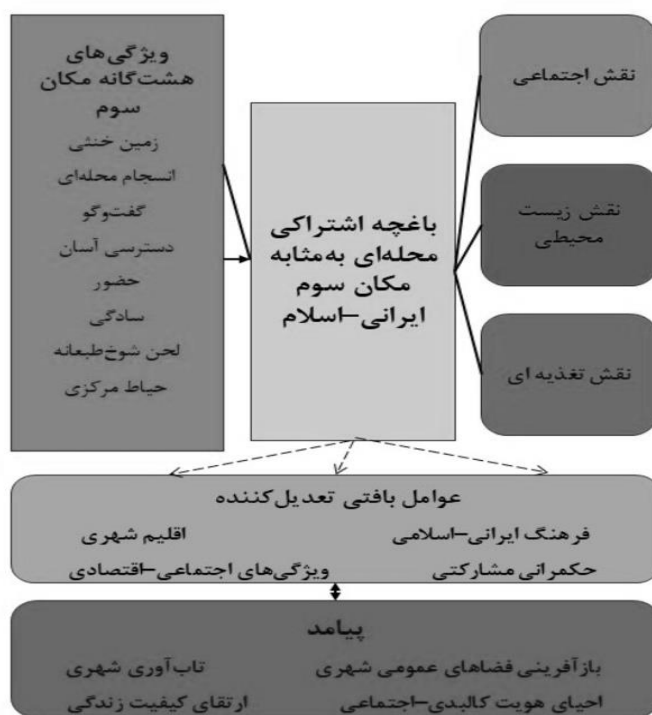 ویژگی‌های
هشت‌گانه مکان
سوم
زمین خنثی
انسجام محله‌ای
گفت‌وگو
دسترسی آسان
حضور
سادگی
لحن شوخ‌طبعانه
حیاط مرکزی
باغچه اشتراکی
محله‌ای به‌مثابه
مکان سوم
ایرانی–اسلام
نقش اجتماعی
نقش زیست
محیطی
نقش تغذیه ای
عوامل بافتی تعدیل‌کننده
فرهنگ ایرانی–اسلامی
اقلیم شهری
حکمرانی مشارکتی
ویژگی‌های اجتماعی–اقتصادی
پیامد
بازآفرینی فضاهای عمومی شهری
تاب‌آوری شهری
احیای هویت کالبدی–اجتماعی
ارتقای کیفیت زندگی